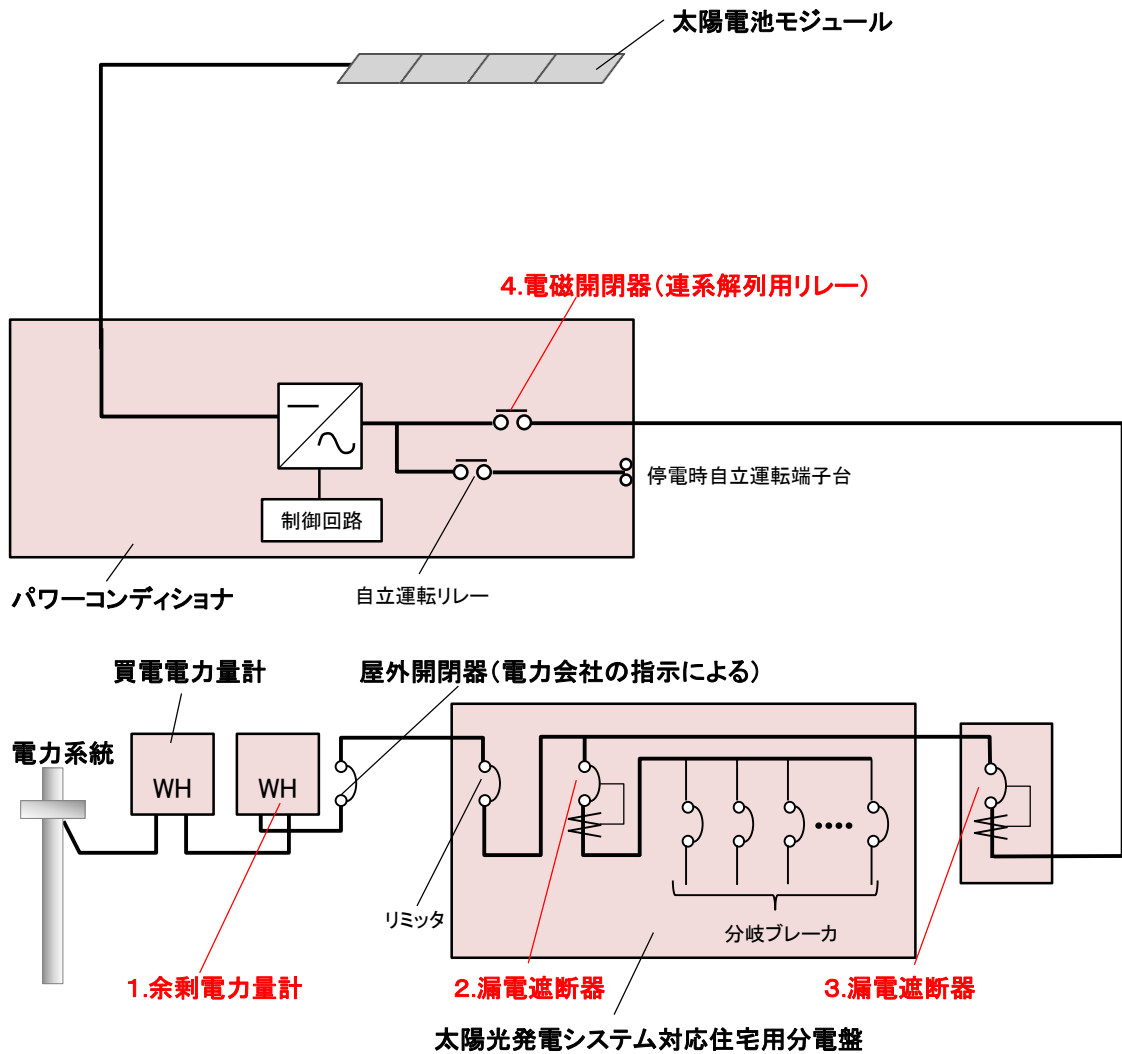 太陽電池モジュール
4.電磁開閉器（連系解列用リレー）
停電時自立運転端子台
制御回路
パワーコンディショナ
自立運転リレー
買電電力量計
屋外開閉器（電力会社の指示による）
電力系統
WH
WH
リミッタ
分岐ブレーカ
1.余剰電力量計
2.漏電遮断器
3.漏電遮断器
太陽光発電システム対応住宅用分電盤